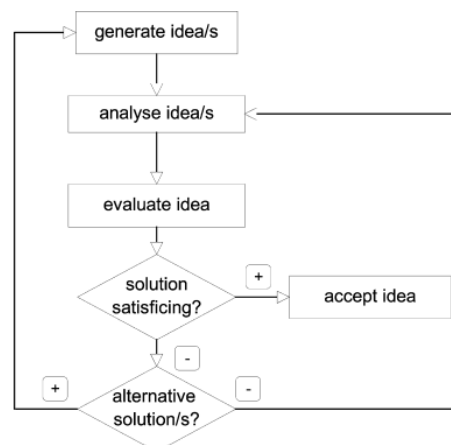 generate idea/s
analyse idea/s
evaluate idea
solution
satisficing?
+
accept idea
-
+
alternative
solution/s?
-